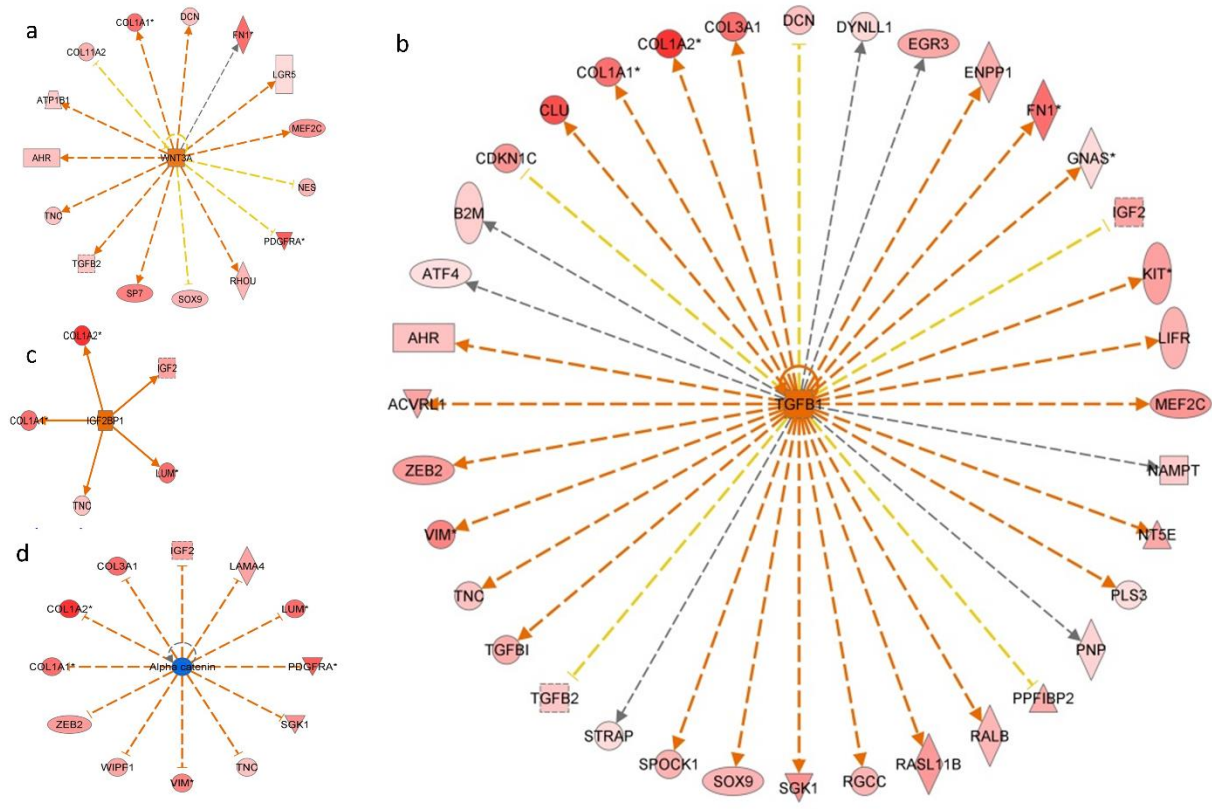 a
COL1A1*
DCN
FN1*
COL11A2
LGR5
ATP1B1
MEF2C
WNT3A
AHR
NES
TNC
PDGFRA*
TGFB2
RHOU
SP7
SOX9
b
DCN
DYNLL1
COL3A1
EGR3
COL1A2*
ENPP1
COL1A1*
FN1*
CLU
GNAS*
CDKN1C
IGF2
B2M
KIT*
ATF4
LIFR
AHR
TGFB1
MEF2C
ACVRL1
NAMPT
ZEB2
NT5E
VIM*
PLS3
TNC
PNP
TGFBI
PPFIBP2
TGFB2
RALB
STRAP
RASL11B
SPOCK1
RGCC
SOX9
SGK1
c
COL1A2*
IGF2
COL1A1*
IGF2BP1
LUM*
TNC
d
IGF2
COL3A1
LAMA4
COL1A2*
LUM*
COL1A1*
Alpha catenin
PDGFRA*
ZEB2
SGK1
WIPF1
TNC
VIM*